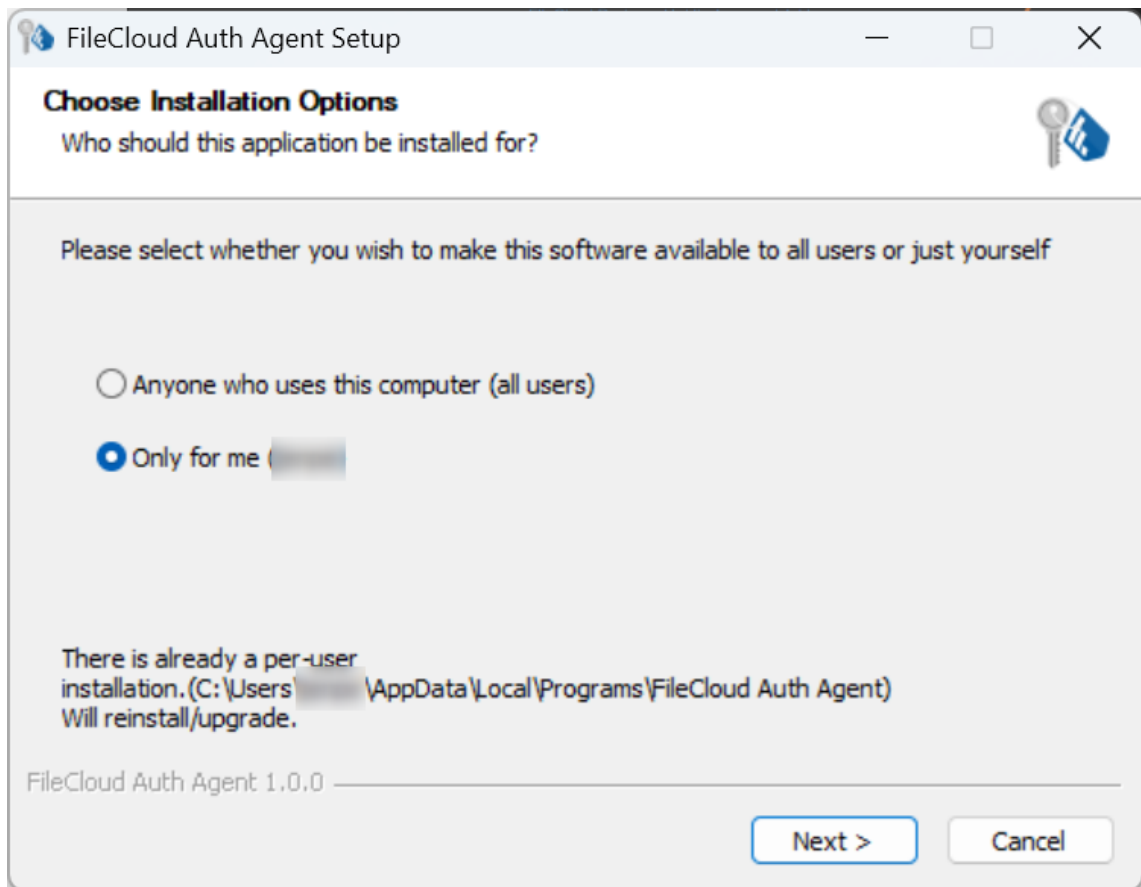 FileCloud Auth Agent Setup
Choose Installation Options
Who should this application be installed for?
Please select whether you wish to make this software available to all users or just yourself
Anyone who uses this computer (all users)
Only for me (
There is already a per-user
installation.(C:\Users\ \AppData\Local\Programs\FileCloud Auth Agent)
Will reinstall/upgrade.
FileCloud Auth Agent 1.0.0
Next >
Cancel